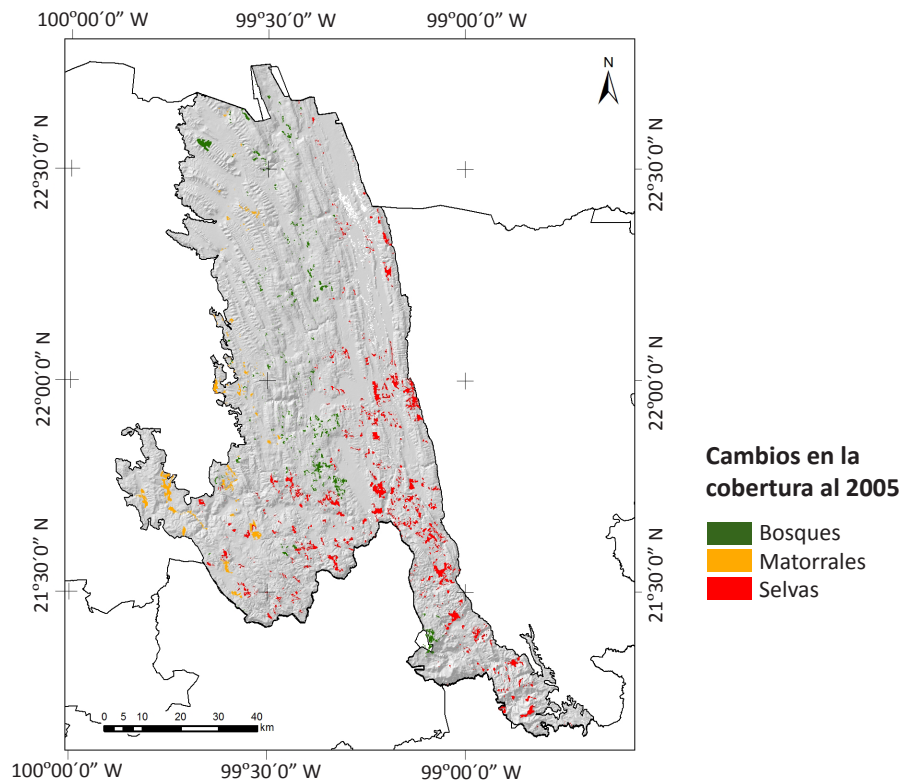 100º00´0” W
99º30´0” W
99º00´0” W
N
22º30´0” N
22º30´0” N
22º00´0” N
22º00´0” N
21º30´0” N
21º30´0” N
Cambios en la
cobertura al 2005
Bosques
Matorrales
Selvas
0 5 10 20 30 40
km
100º00´0” W
99º30´0” W
99º00´0” W